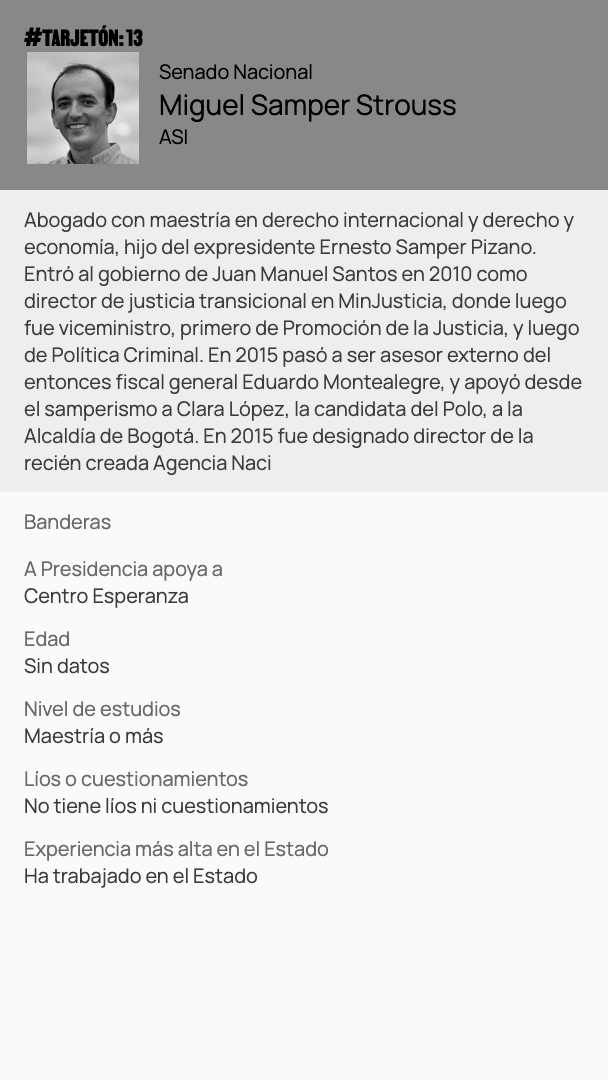 #TARJETÓN: 13
Senado Nacional
Miguel Samper Strouss
ASI
Abogado con maestría en derecho internacional y derecho y
economía, hijo del expresidente Ernesto Samper Pizano.
Entró al gobierno de Juan Manuel Santos en 2010 como
director de justicia transicional en MinJusticia, donde luego
fue viceministro, primero de Promoción de la Justicia, y luego
de Política Criminal. En 2015 pasó a ser asesor externo del
entonces fiscal general Eduardo Montealegre, y apoyó desde
el samperismo a Clara López, la candidata del Polo, a la
Alcaldía de Bogotá. En 2015 fue designado director de la
recién creada Agencia Naci
Banderas
A Presidencia apoya a
Centro Esperanza
Edad
Sin datos
Nivel de estudios
Maestría o más
Líos o cuestionamientos
No tiene líos ni cuestionamientos
Experiencia más alta en el Estado
Ha trabajado en el Estado